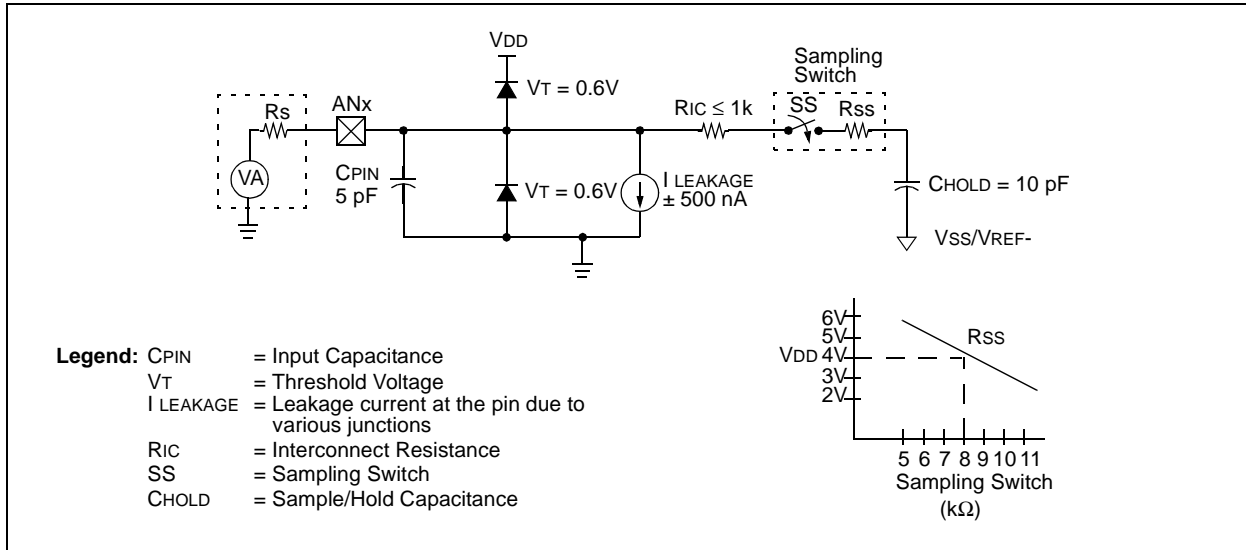 VDD
Sampling
Switch
VT = 0.6V
Rs
ANx
RIC ≤ 1k
SS
RSS
VA
CPIN
5 pF
VT = 0.6V
I LEAKAGE
± 500 nA
CHOLD = 10 pF
VSS/VREF-
6V
5V
VDD 4V
3V
2V
RSS
5 6 7 8 9 10 11
Sampling Switch
(kΩ)
Legend: CPIN = Input Capacitance
VT = Threshold Voltage
I LEAKAGE = Leakage current at the pin due to
various junctions
RIC = Interconnect Resistance
SS = Sampling Switch
CHOLD = Sample/Hold Capacitance